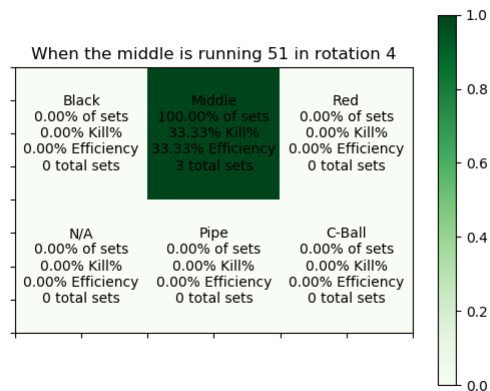 When the middle is running 51 in rotation 4
Black
0.00% of sets
0.00% Kill%
0.00% Efficiency
0 total sets
Middle
100.00% of sets
33.33% Kill%
33.33% Efficiency
3 total sets
Red
0.00% of sets
0.00% Kill%
0.00% Efficiency
0 total sets
N/A
0.00% of sets
0.00% Kill%
0.00% Efficiency
0 total sets
Pipe
0.00% of sets
0.00% Kill%
0.00% Efficiency
0 total sets
C-Ball
0.00% of sets
0.00% Kill%
0.00% Efficiency
0 total sets
1.0
0.8
0.6
0.4
0.2
0.0